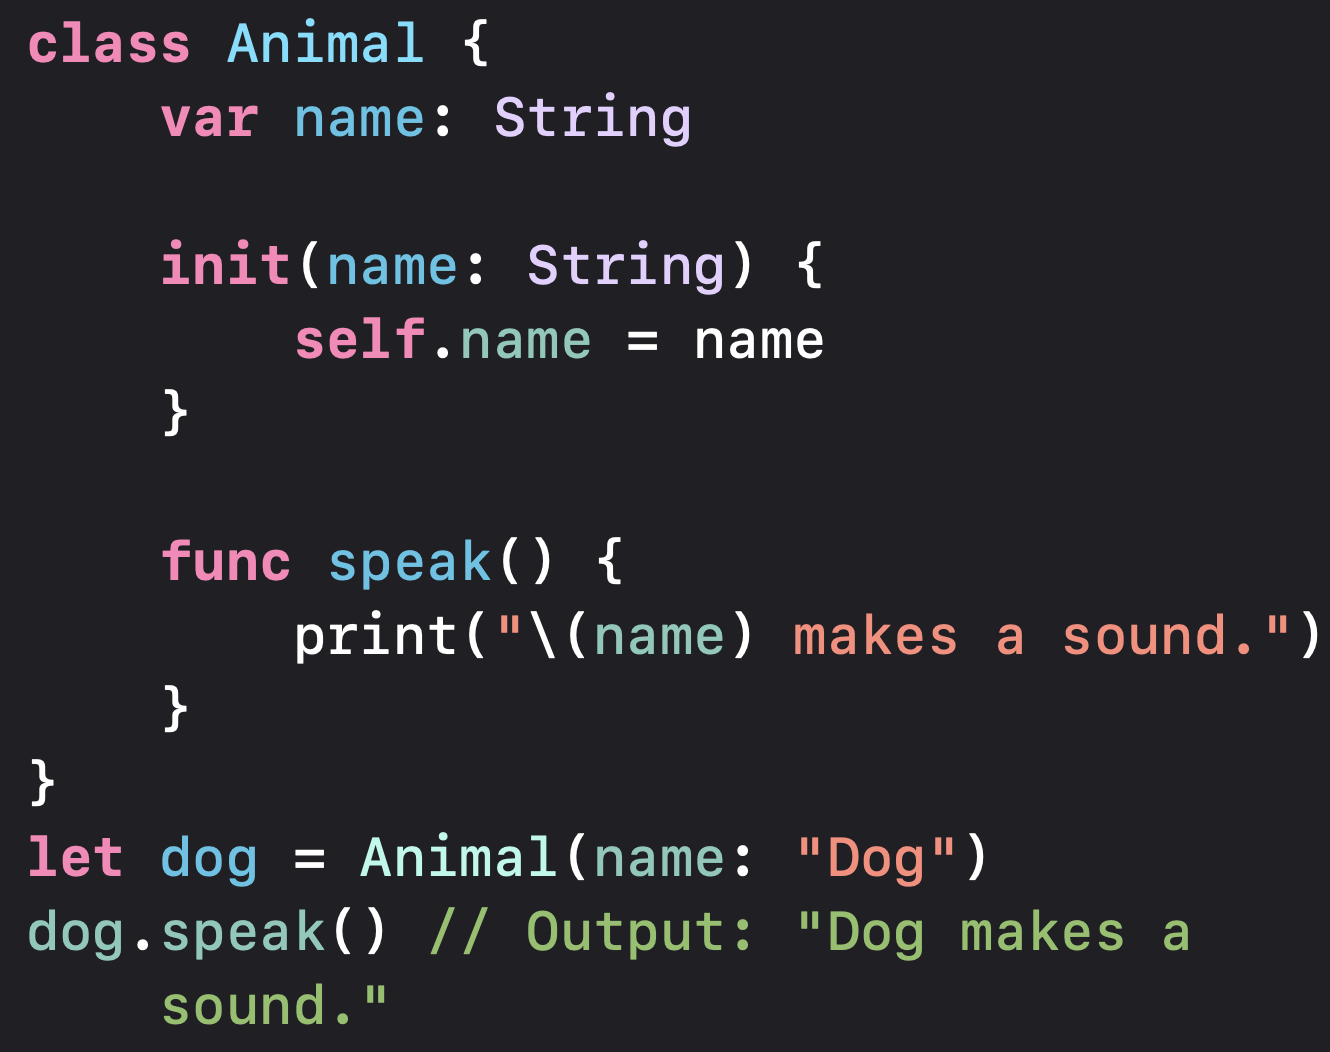 class Animal {
    var name: String

    init(name: String) {
        self.name = name
    }

    func speak() {
        print("\(name) makes a sound.")
    }
}
let dog = Animal(name: "Dog")
dog.speak() // Output: "Dog makes a
    sound."